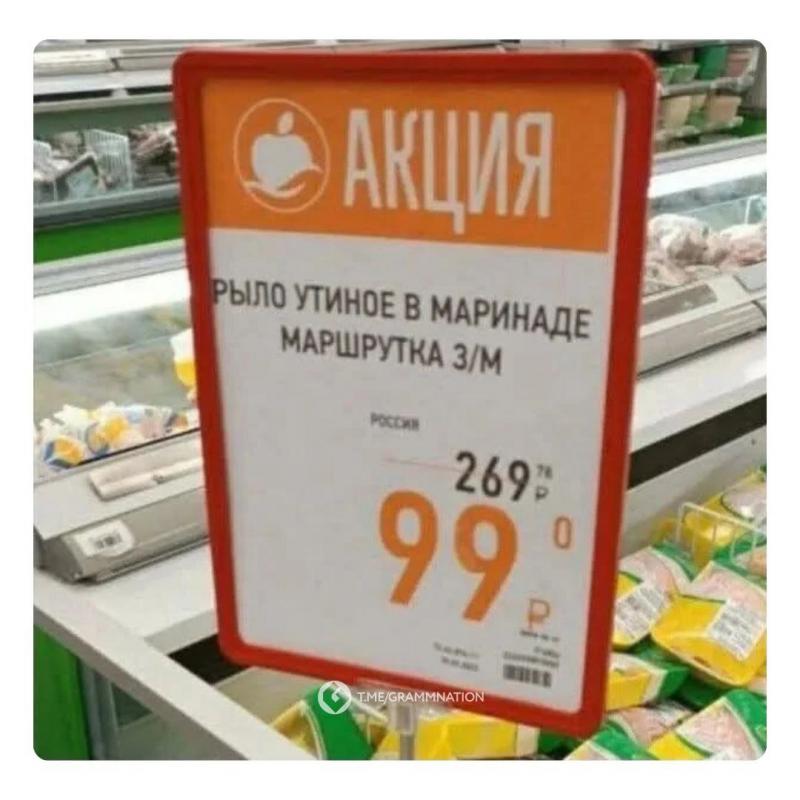 АКЦИЯ
РЫЛО УТИНОЕ В МАРИНАДЕ
МАРШРУТКА З/М
РОССИЯ
269 78 ₽
99 0 ₽
T.ME/GRAMMNATION